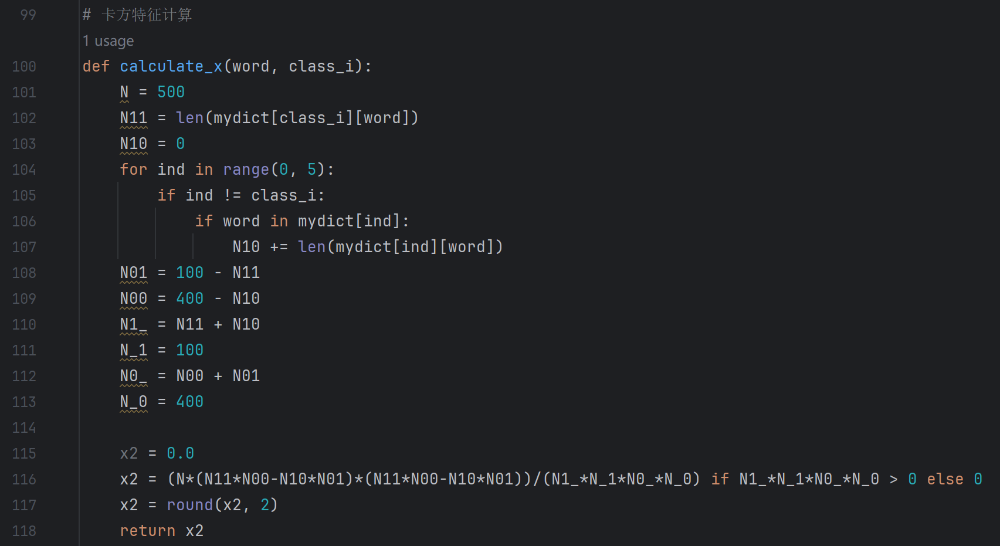 99 # 卡方特征计算
1 usage
100 def calculate_x(word, class_i):
101     N = 500
102     N11 = len(mydict[class_i][word])
103     N10 = 0
104     for ind in range(0, 5):
105         if ind != class_i:
106             if word in mydict[ind]:
107                 N10 += len(mydict[ind][word])
108     N01 = 100 - N11
109     N00 = 400 - N10
110     N1_ = N11 + N10
111     N_1 = 100
112     N0_ = N00 + N01
113     N_0 = 400
114
115     x2 = 0.0
116     x2 = (N*(N11*N00-N10*N01)*(N11*N00-N10*N01))/(N1_*N_1*N0_*N_0) if N1_*N_1*N0_*N_0 > 0 else 0
117     x2 = round(x2, 2)
118     return x2